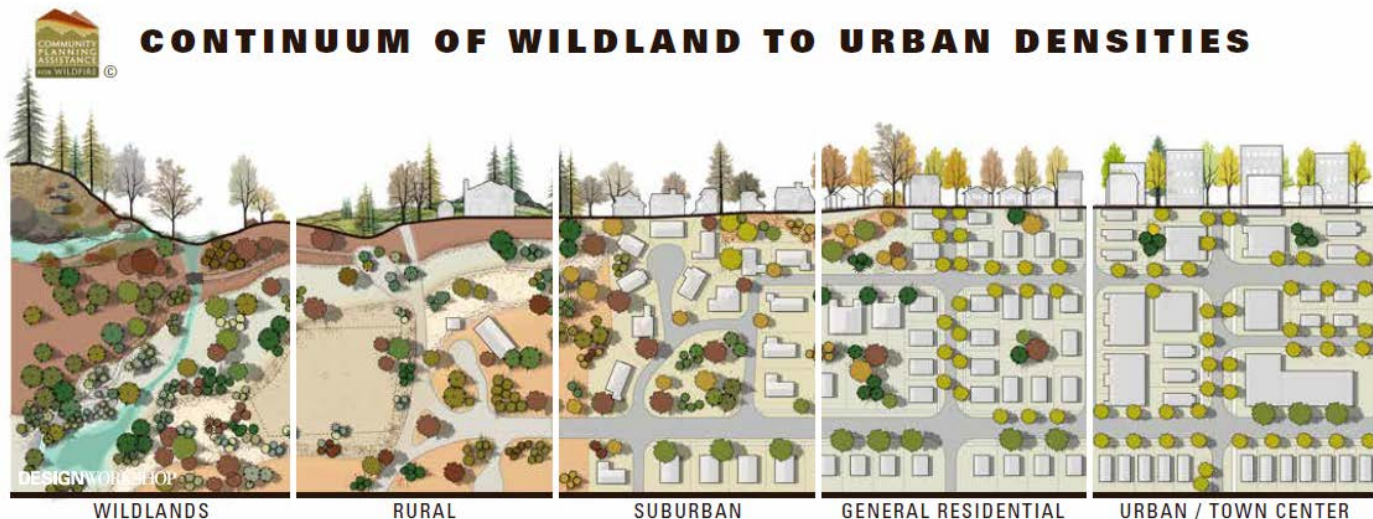 COMMUNITY
PLANNING
ASSISTANCE
FOR WILDFIRE
©
CONTINUUM OF WILDLAND TO URBAN DENSITIES
DESIGNWORKSHOP
WILDLANDS
RURAL
SUBURBAN
GENERAL RESIDENTIAL
URBAN / TOWN CENTER